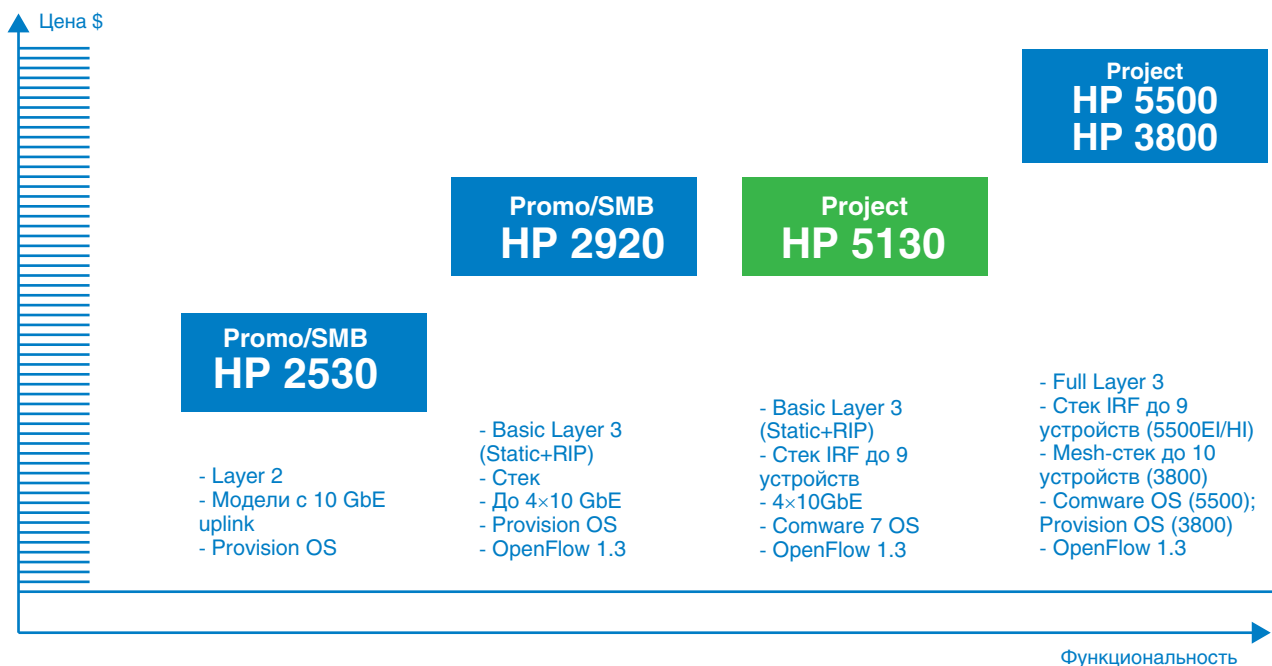 Цена $
Project
HP 5500
HP 3800
Promo/SMB
HP 2920
Project
HP 5130
Promo/SMB
HP 2530
- Layer 2
- Модели с 10 GbE
uplink
- Provision OS
- Basic Layer 3
(Static+RIP)
- Стек
- До 4×10 GbE
- Provision OS
- OpenFlow 1.3
- Basic Layer 3
(Static+RIP)
- Стек IRF до 9
устройств
- 4×10GbE
- Comware 7 OS
- OpenFlow 1.3
- Full Layer 3
- Стек IRF до 9
устройств (5500EI/HI)
- Mesh-стек до 10
устройств (3800)
- Comware OS (5500);
Provision OS (3800)
- OpenFlow 1.3
Функциональность